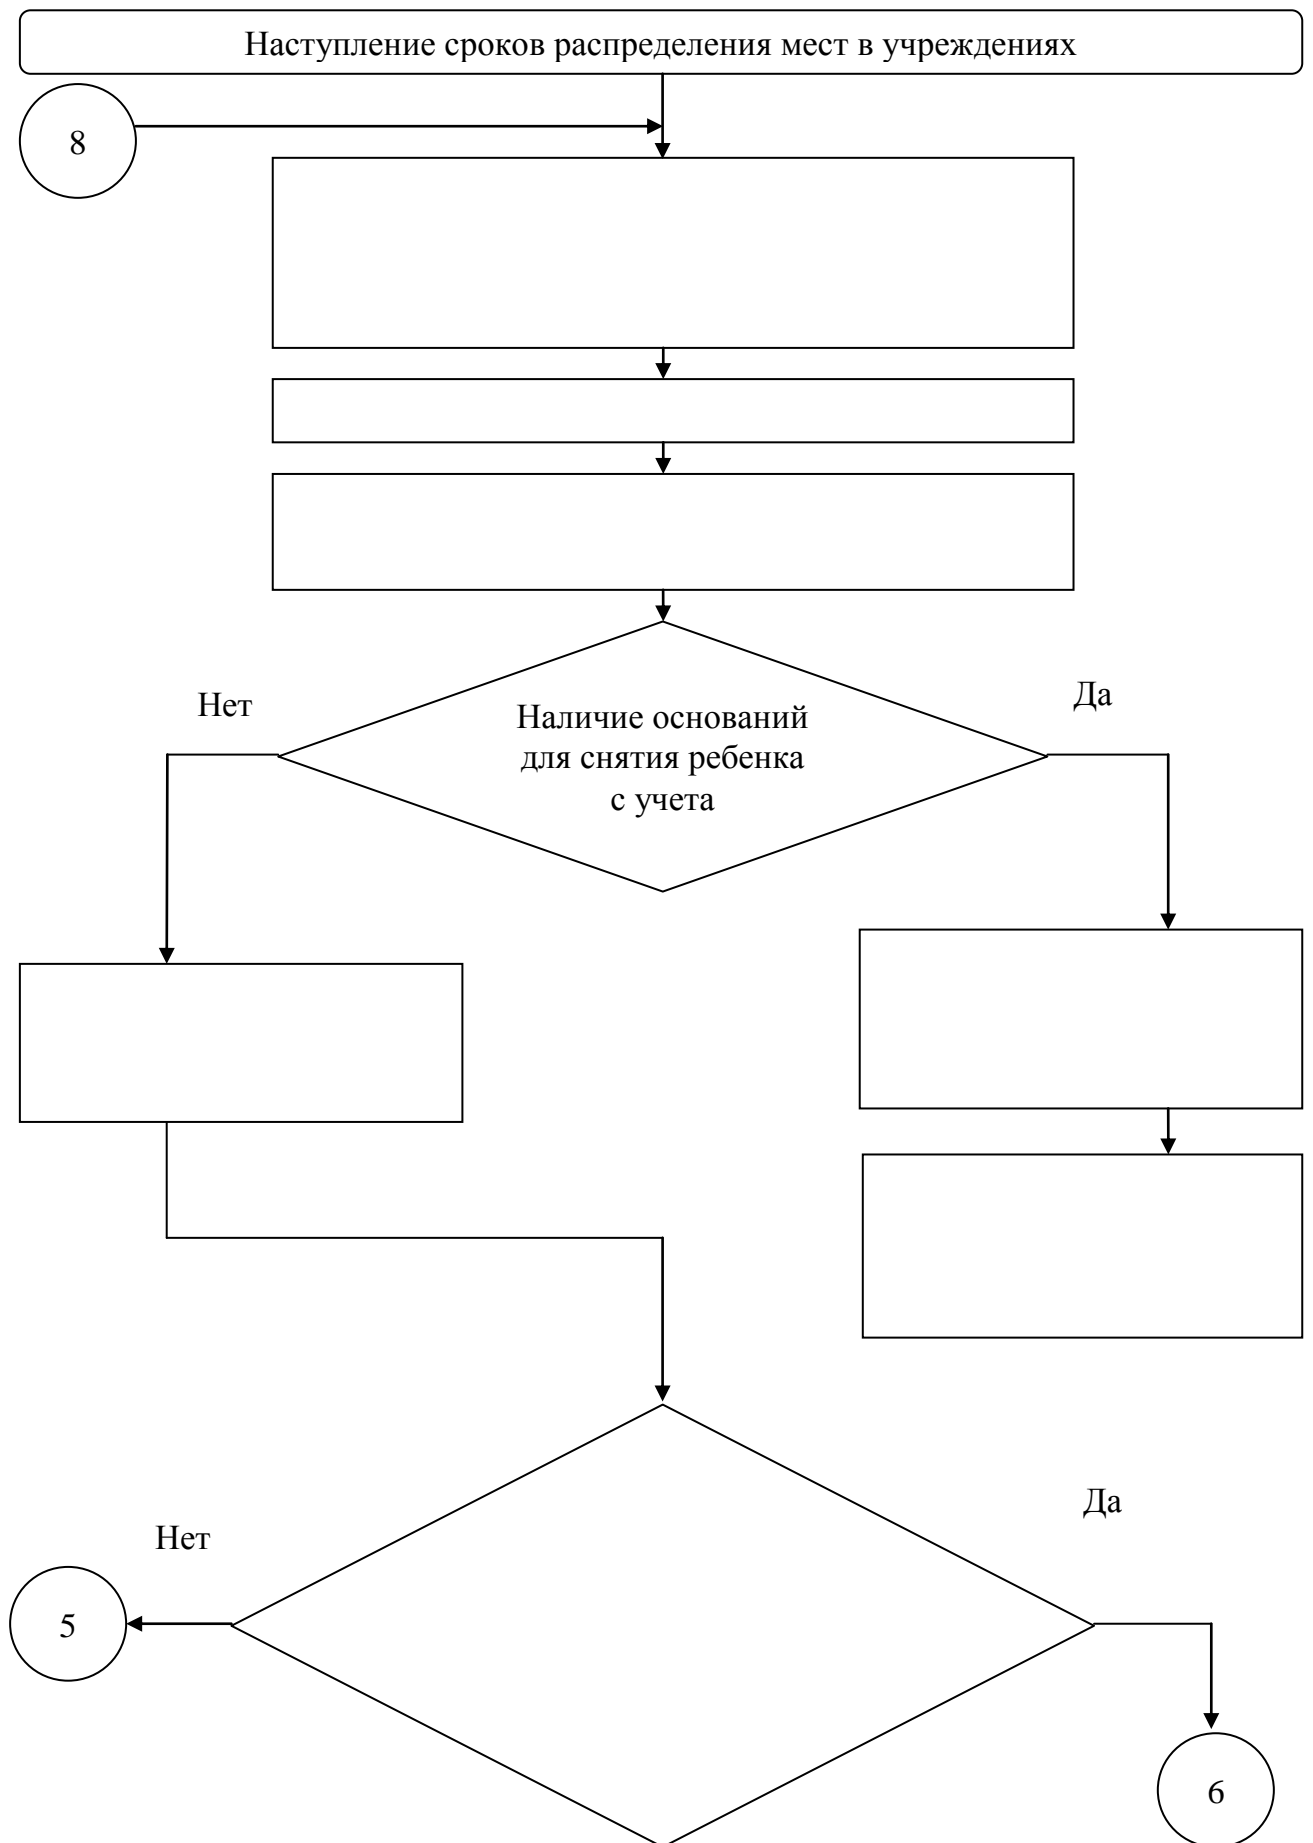 Наступление сроков распределения мест в учреждениях
8
Нет
Да
Наличие оснований
для снятия ребенка
с учета
Да
Нет
5
6